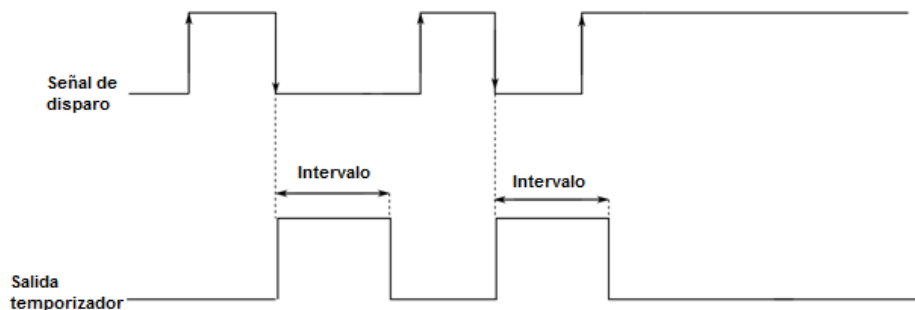 Señal de
disparo
Intervalo
Intervalo
Salida
temporizador